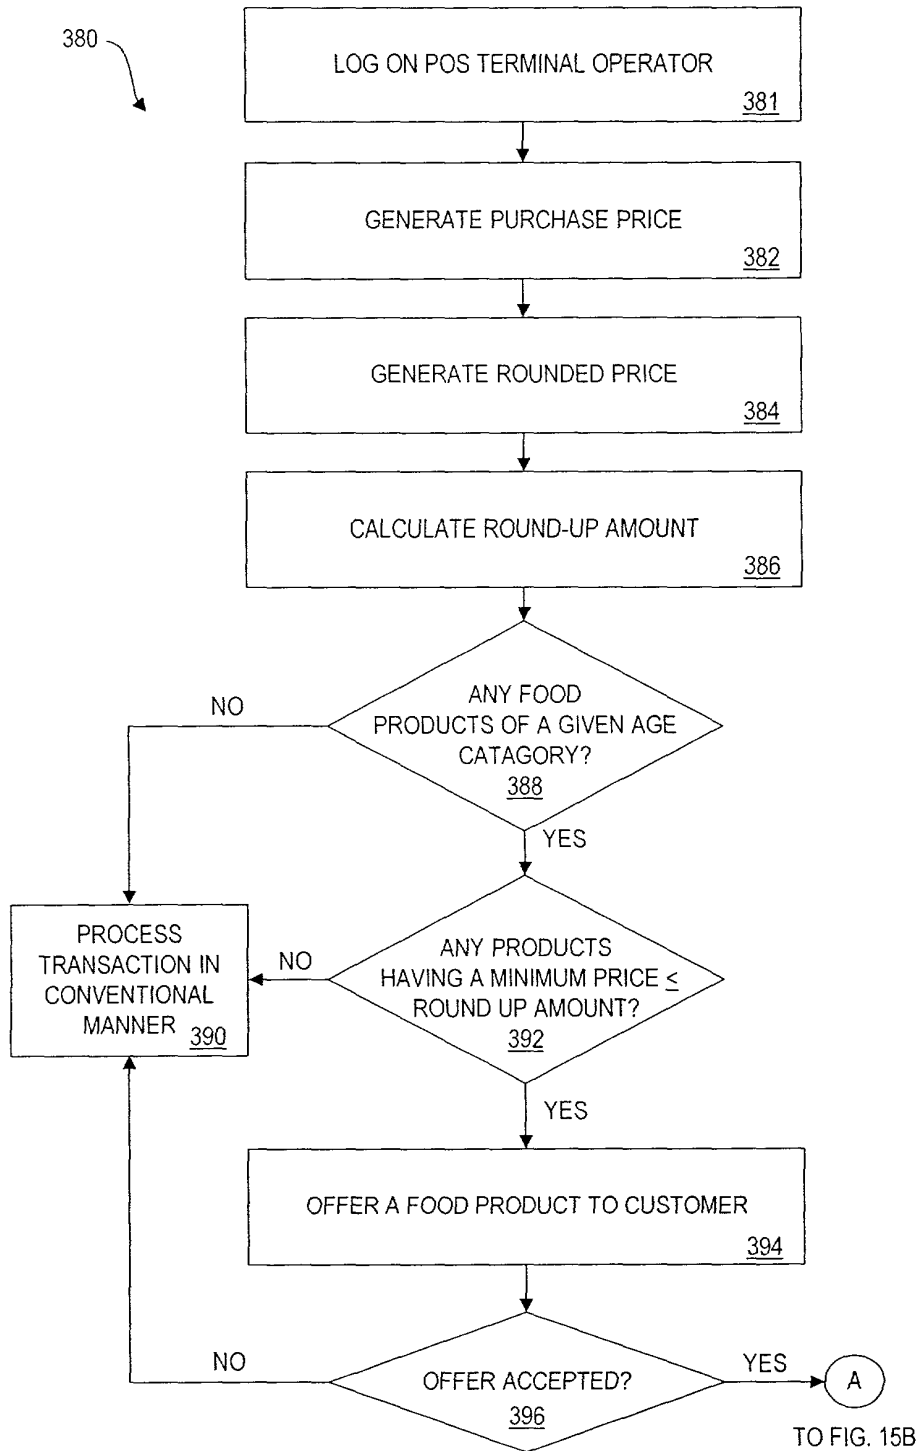 380
LOG ON POS TERMINAL OPERATOR
381
GENERATE PURCHASE PRICE
382
GENERATE ROUNDED PRICE
384
CALCULATE ROUND-UP AMOUNT
386
ANY FOOD
PRODUCTS OF A GIVEN AGE
CATAGORY?
388
NO
YES
PROCESS
TRANSACTION IN
CONVENTIONAL
MANNER
390
NO
ANY PRODUCTS
HAVING A MINIMUM PRICE ≤
ROUND UP AMOUNT?
392
YES
OFFER A FOOD PRODUCT TO CUSTOMER
394
NO
OFFER ACCEPTED?
396
YES
A
TO FIG. 15B